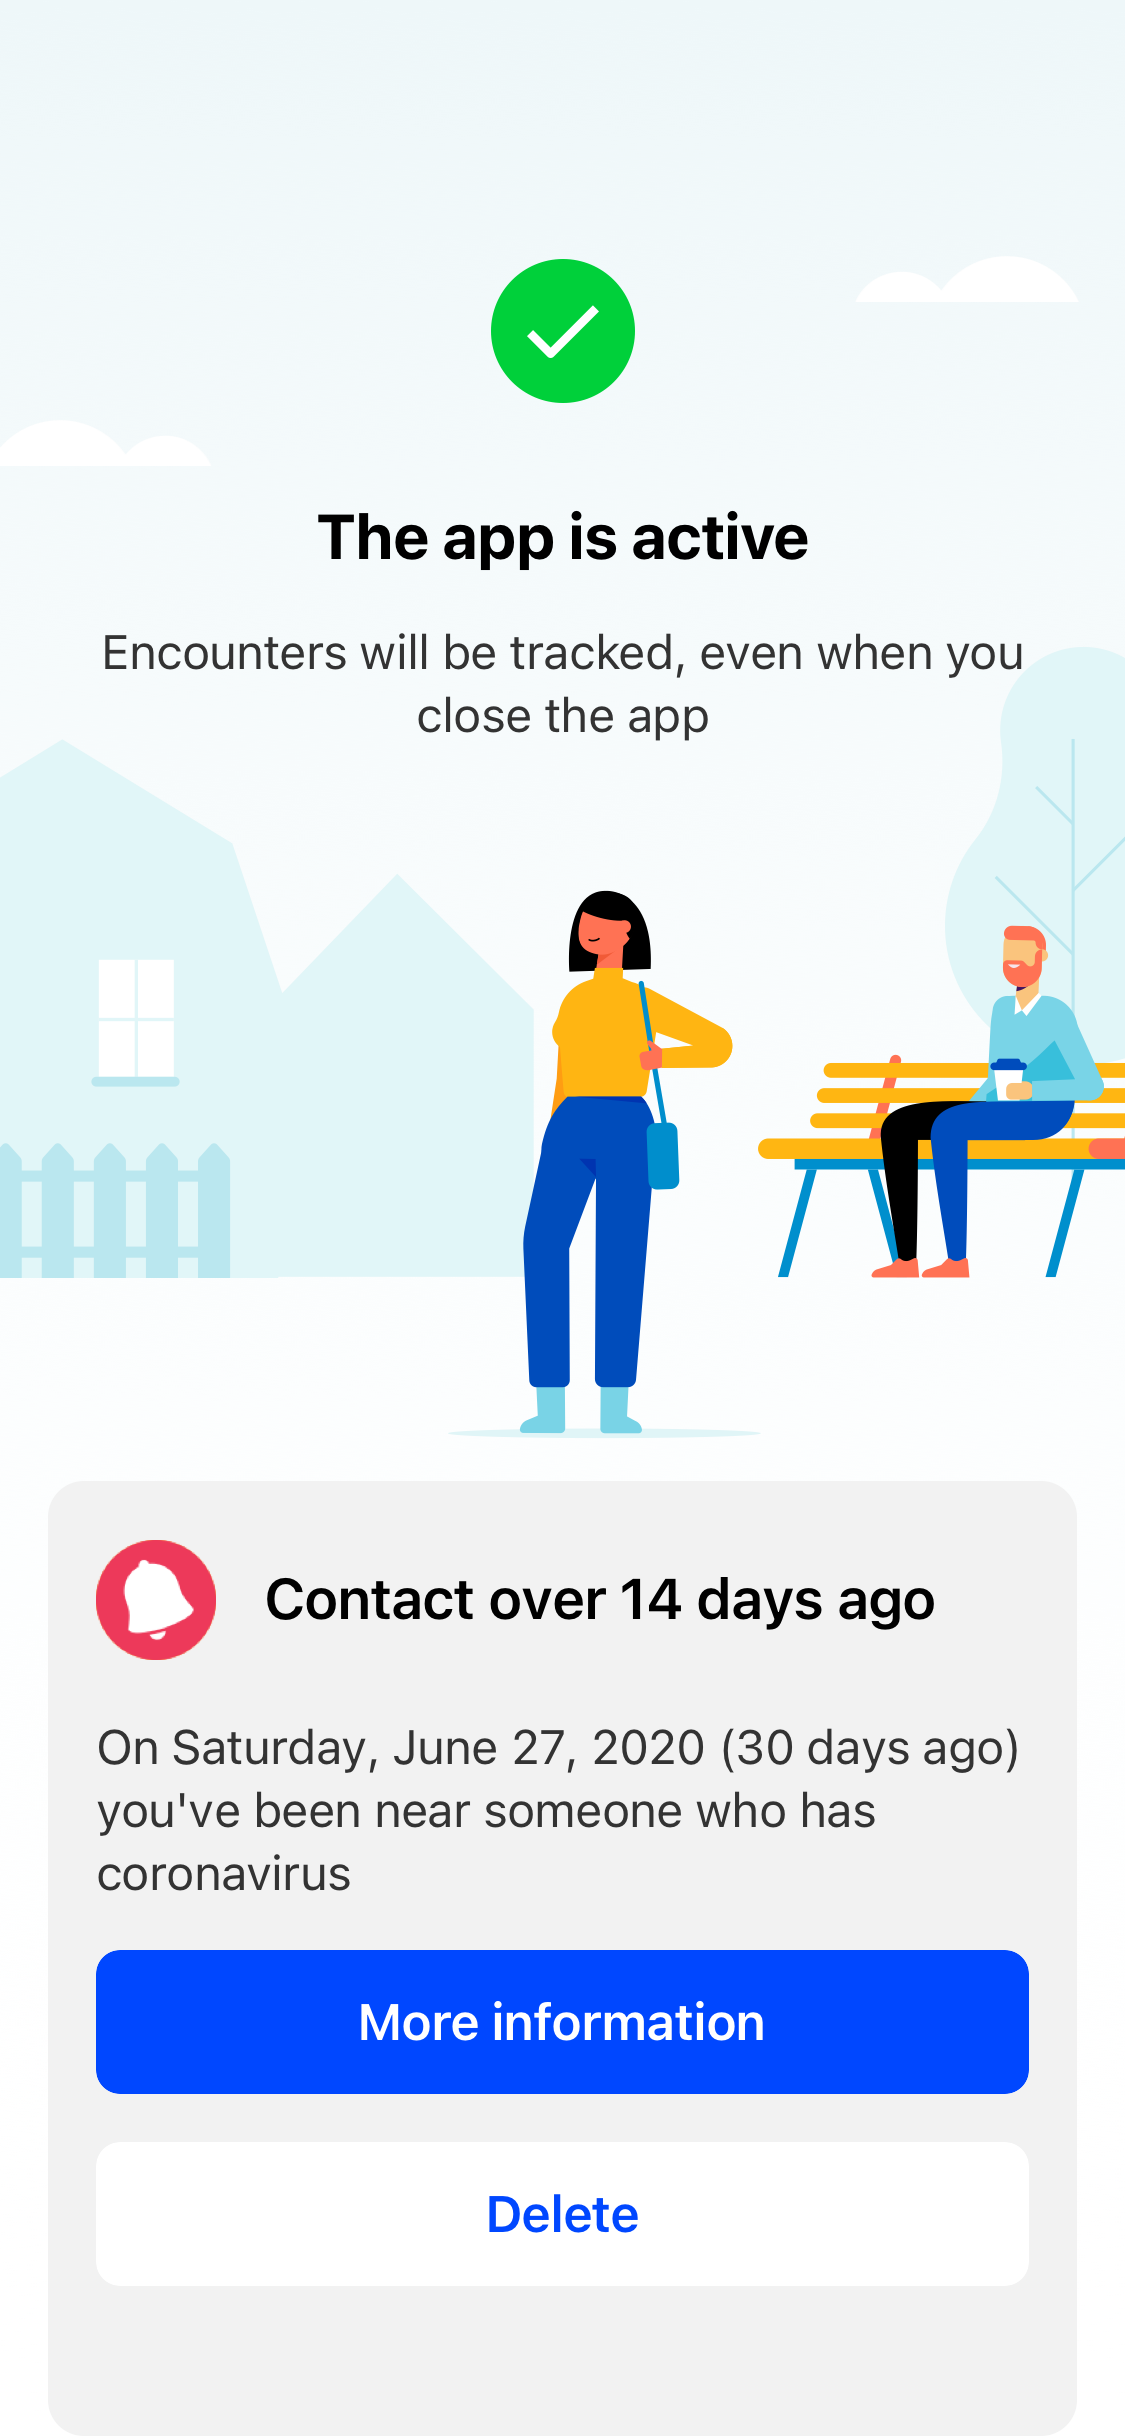 The app is active
Encounters will be tracked, even when you
close the app
Contact over 14 days ago
On Saturday, June 27, 2020 (30 days ago)
you've been near someone who has
coronavirus
More information
Delete